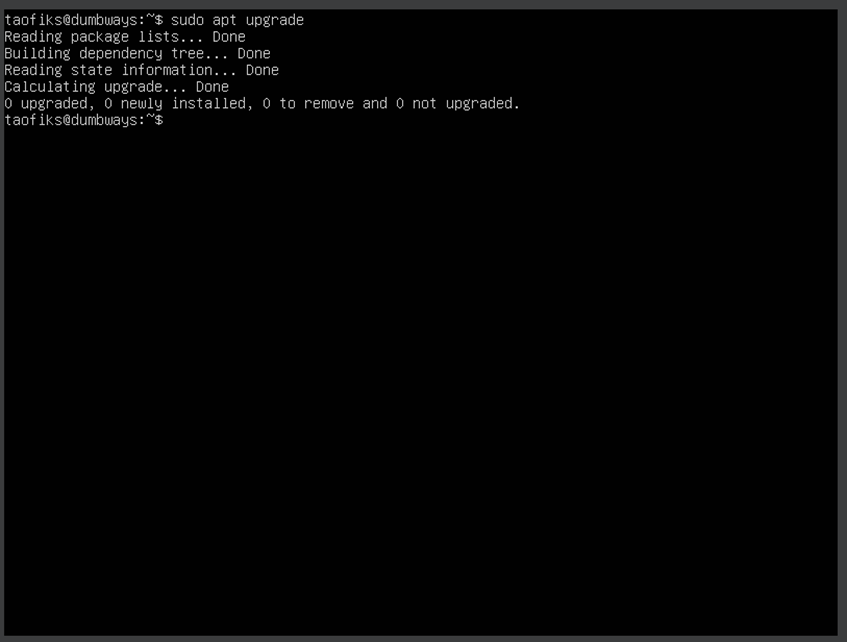 taofiks@dumbways:~$ sudo apt upgrade
Reading package lists... Done
Building dependency tree... Done
Reading state information... Done
Calculating upgrade... Done
0 upgraded, 0 newly installed, 0 to remove and 0 not upgraded.
taofiks@dumbways:~$